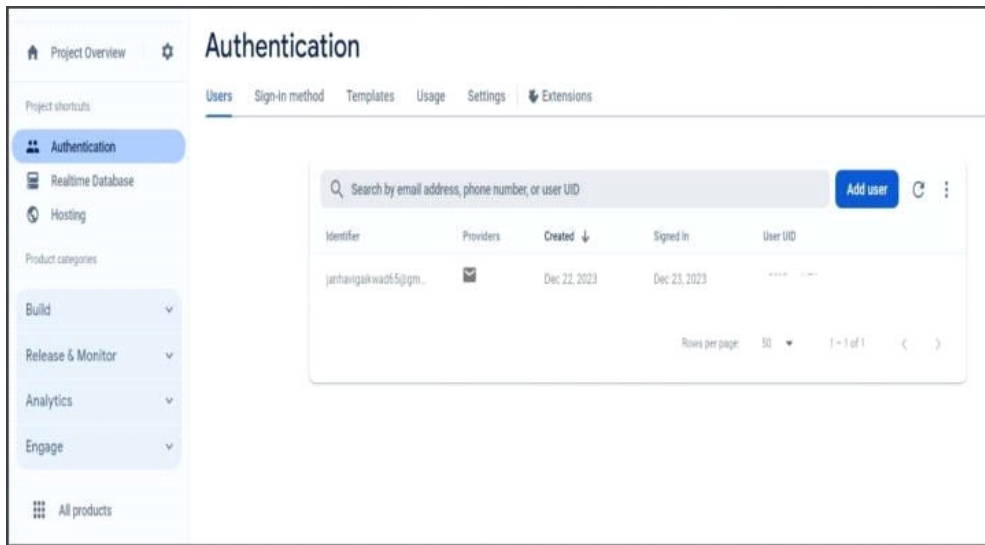 Project Overview
Project shortcuts
Authentication
Realtime Database
Hosting
Product categories
Build
Release & Monitor
Analytics
Engage
All products
Authentication
Users Sign-in method Templates Usage Settings Extensions
Search by email address, phone number, or user UID Add user
Identifier Providers Created Signed In User UID
janhavigaikwad65@gm... Dec 22, 2023 Dec 23, 2023
Rows per page: 50 1 – 1 of 1